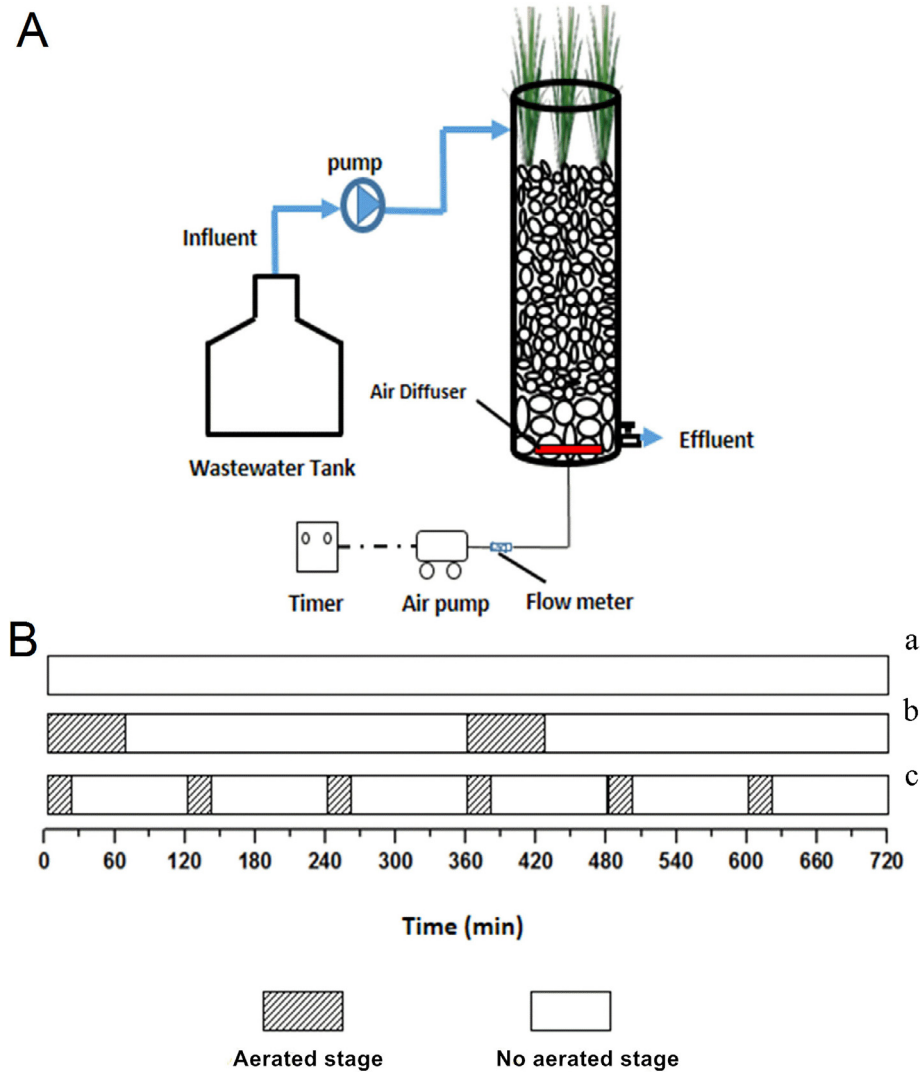 A
pump
Influent
Air Diffuser
Effluent
Wastewater Tank
Timer
Air pump
Flow meter
B
a
b
c
0 60 120 180 240 300 360 420 480 540 600 660 720
Time (min)
Aerated stage
No aerated stage